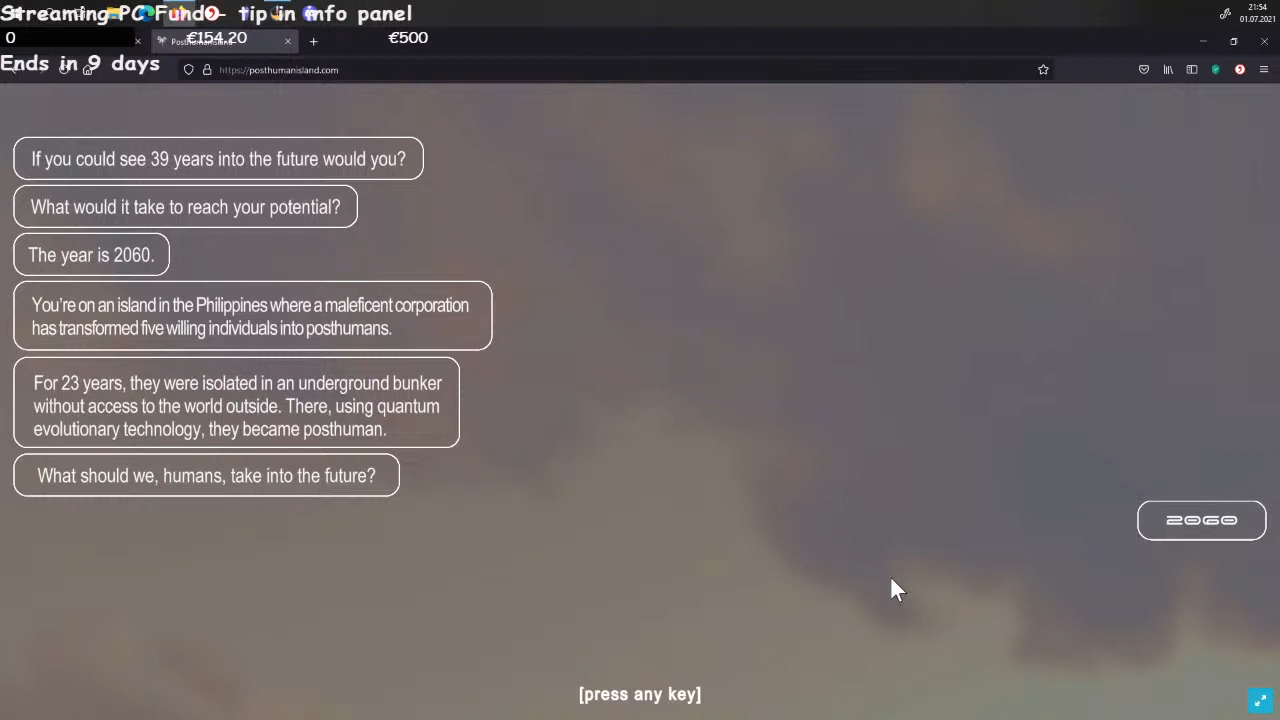 Streaming PC Fund - tip in info panel
21:54
0
€154.20
€500
01.07.2021
Ends in 9 days
https://posthumanisland.com
If you could see 39 years into the future would you?
What would it take to reach your potential?
The year is 2060.
You're on an island in the Philippines where a maleficent corporation
has transformed five willing individuals into posthumans.
For 23 years, they were isolated in an underground bunker
without access to the world outside. There, using quantum
evolutionary technology, they became posthuman.
What should we, humans, take into the future?
2060
[press any key]